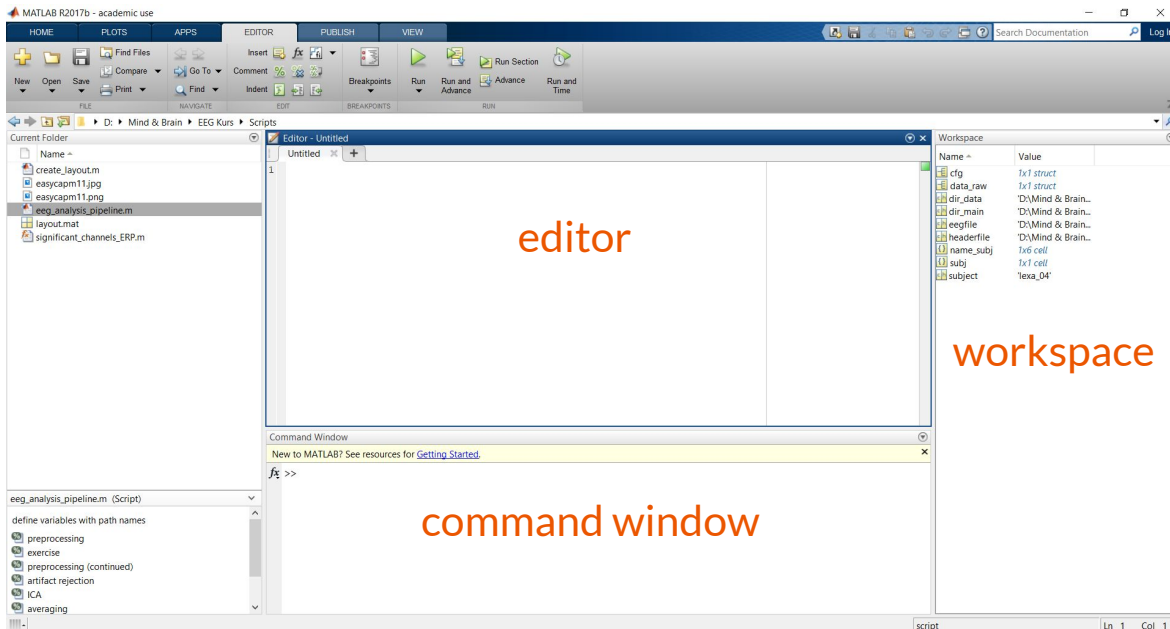 MATLAB R2017b - academic use
HOME PLOTS APPS EDITOR PUBLISH VIEW
Search Documentation
Log In
New
Open
Save
Find Files
Compare
Print
FILE
Go To
Find
NAVIGATE
Insert fx
Comment
Indent
EDIT
Breakpoints
BREAKPOINTS
Run
Run and Advance
Run Section
Advance
Run and Time
RUN
D: Mind & Brain EEG Kurs Scripts
Current Folder
Name
create_layout.m
easycapm11.jpg
easycapm11.png
eeg_analysis_pipeline.m
layout.mat
significant_channels_ERP.m
eeg_analysis_pipeline.m (Script)
define variables with path names
preprocessing
exercise
preprocessing (continued)
artifact rejection
ICA
averaging
Editor - Untitled
Untitled
1
editor
Command Window
New to MATLAB? See resources for Getting Started.
fx >>
command window
Workspace
Name Value
cfg 1x1 struct
data_raw 1x1 struct
dir_data 'D:\Mind & Brain...
dir_main 'D:\Mind & Brain...
eegfile 'D:\Mind & Brain...
headerfile 'D:\Mind & Brain...
name_subj 1x6 cell
subj 1x1 cell
subject 'lexa_04'
workspace
script
Ln 1 Col 1